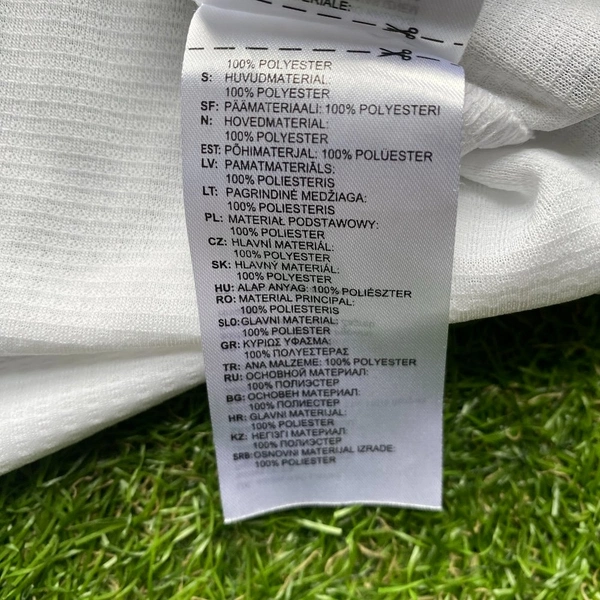 MATERIALE:
100% POLYESTER
S: HUVUDMATERIAL:
100% POLYESTER
SF: PÄÄMATERIAALI: 100% POLYESTERI
N: HOVEDMATERIAL:
100% POLYESTER
EST: PÕHIMATERJAL: 100% POLÜESTER
LV: PAMATMATERIĀLS:
100% POLIESTERIS
LT: PAGRINDINĖ MEDŽIAGA:
100% POLIESTERIS
PL: MATERIAŁ PODSTAWOWY:
100% POLIESTER
CZ: HLAVNÍ MATERIÁL:
100% POLYESTER
SK: HLAVNÝ MATERIÁL:
100% POLYESTER
HU: ALAP ANYAG: 100% POLIÉSZTER
RO: MATERIAL PRINCIPAL:
100% POLIESTERIS
SLO: GLAVNI MATERIAL:
100% POLIESTER
GR: ΚΥΡΙΩΣ ΥΦΑΣΜΑ:
100% ΠΟΛΥΕΣΤΕΡΑΣ
TR: ANA MALZEME: 100% POLYESTER
RU: ОСНОВНОЙ МАТЕРИАЛ:
100% ПОЛИЭСТЕР
BG: ОСНОВЕН МАТЕРИАЛ:
100% ПОЛИЕСТЕР
HR: GLAVNI MATERIJAL:
100% POLIESTER
KZ: НЕГІЗГІ МАТЕРИАЛ:
100% ПОЛИЭСТЕР
SRB: OSNOVNI MATERIJAL IZRADE:
100% POLIESTER